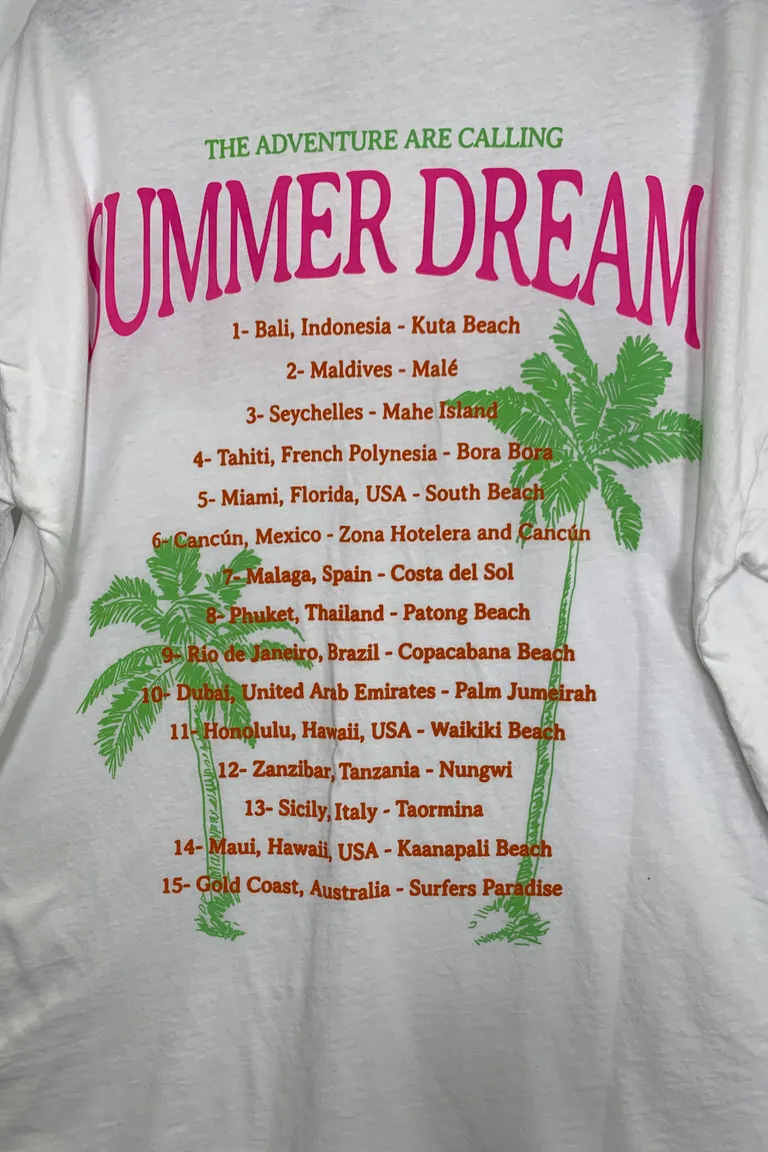 THE ADVENTURE ARE CALLING
SUMMER DREAM
1- Bali, Indonesia - Kuta Beach
2- Maldives - Malé
3- Seychelles - Mahe Island
4- Tahiti, French Polynesia - Bora Bora
5- Miami, Florida, USA - South Beach
6- Cancún, Mexico - Zona Hotelera and Cancún
7- Malaga, Spain - Costa del Sol
8- Phuket, Thailand - Patong Beach
9- Rio de Janeiro, Brazil - Copacabana Beach
10- Dubai, United Arab Emirates - Palm Jumeirah
11- Honolulu, Hawaii, USA - Waikiki Beach
12- Zanzibar, Tanzania - Nungwi
13- Sicily, Italy - Taormina
14- Maui, Hawaii, USA - Kaanapali Beach
15- Gold Coast, Australia - Surfers Paradise